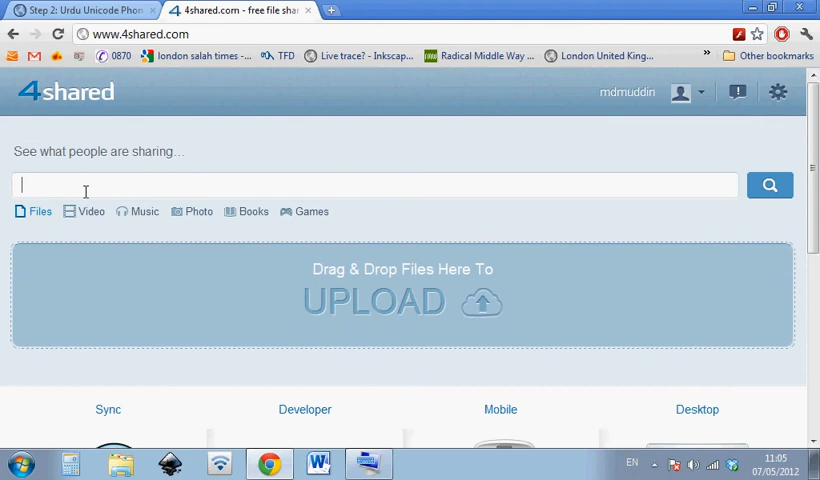 Step 2: Urdu Unicode Phon
4shared.com - free file shar
www.4shared.com
0870
london salah times -...
TFD
Live trace? - Inkscap...
Radical Middle Way ...
London United King...
»
Other bookmarks
4shared
mdmuddin
See what people are sharing...
Files
Video
Music
Photo
Books
Games
Drag & Drop Files Here To
UPLOAD
Sync
Developer
Mobile
Desktop
EN
11:05
07/05/2012